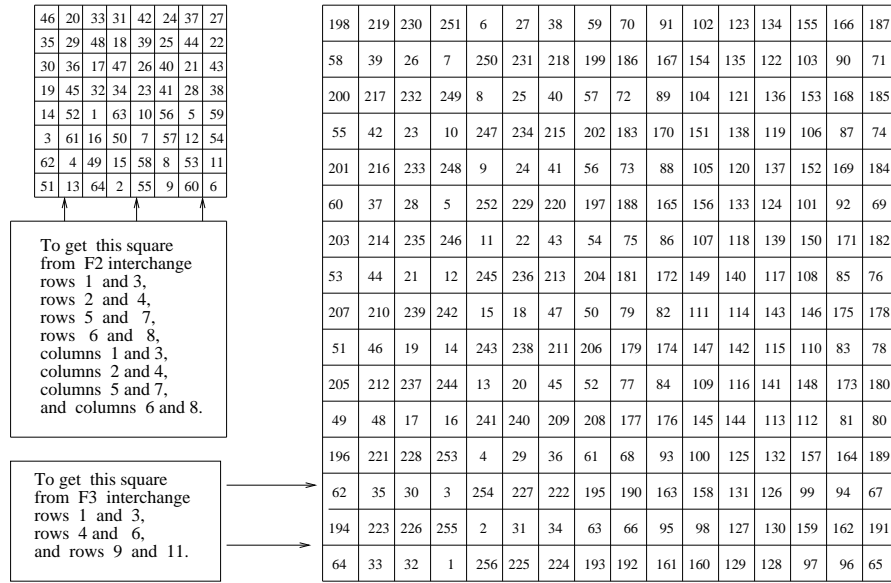 46 20 33 31 42 24 37 27
35 29 48 18 39 25 44 22
30 36 17 47 26 40 21 43
19 45 32 34 23 41 28 38
14 52 1 63 10 56 5 59
3 61 16 50 7 57 12 54
62 4 49 15 58 8 53 11
51 13 64 2 55 9 60 6
To get this square
from F2 interchange
rows 1 and 3,
rows 2 and 4,
rows 5 and 7,
rows 6 and 8,
columns 1 and 3,
columns 2 and 4,
columns 5 and 7,
and columns 6 and 8.
To get this square
from F3 interchange
rows 1 and 3,
rows 4 and 6,
and rows 9 and 11.
198 219 230 251 6 27 38 59 70 91 102 123 134 155 166 187
58 39 26 7 250 231 218 199 186 167 154 135 122 103 90 71
200 217 232 249 8 25 40 57 72 89 104 121 136 153 168 185
55 42 23 10 247 234 215 202 183 170 151 138 119 106 87 74
201 216 233 248 9 24 41 56 73 88 105 120 137 152 169 184
60 37 28 5 252 229 220 197 188 165 156 133 124 101 92 69
203 214 235 246 11 22 43 54 75 86 107 118 139 150 171 182
53 44 21 12 245 236 213 204 181 172 149 140 117 108 85 76
207 210 239 242 15 18 47 50 79 82 111 114 143 146 175 178
51 46 19 14 243 238 211 206 179 174 147 142 115 110 83 78
205 212 237 244 13 20 45 52 77 84 109 116 141 148 173 180
49 48 17 16 241 240 209 208 177 176 145 144 113 112 81 80
196 221 228 253 4 29 36 61 68 93 100 125 132 157 164 189
62 35 30 3 254 227 222 195 190 163 158 131 126 99 94 67
194 223 226 255 2 31 34 63 66 95 98 127 130 159 162 191
64 33 32 1 256 225 224 193 192 161 160 129 128 97 96 65